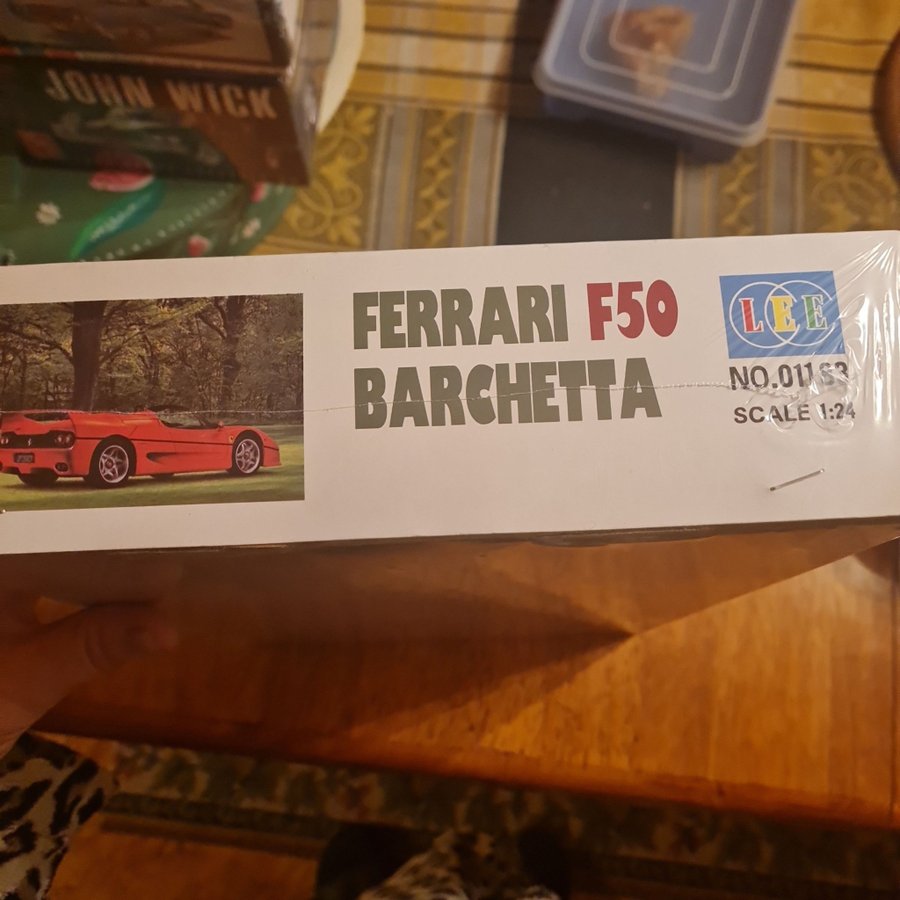 JOHN WICK
FERRARI F50
BARCHETTA
LEE
NO.01163
SCALE 1:24